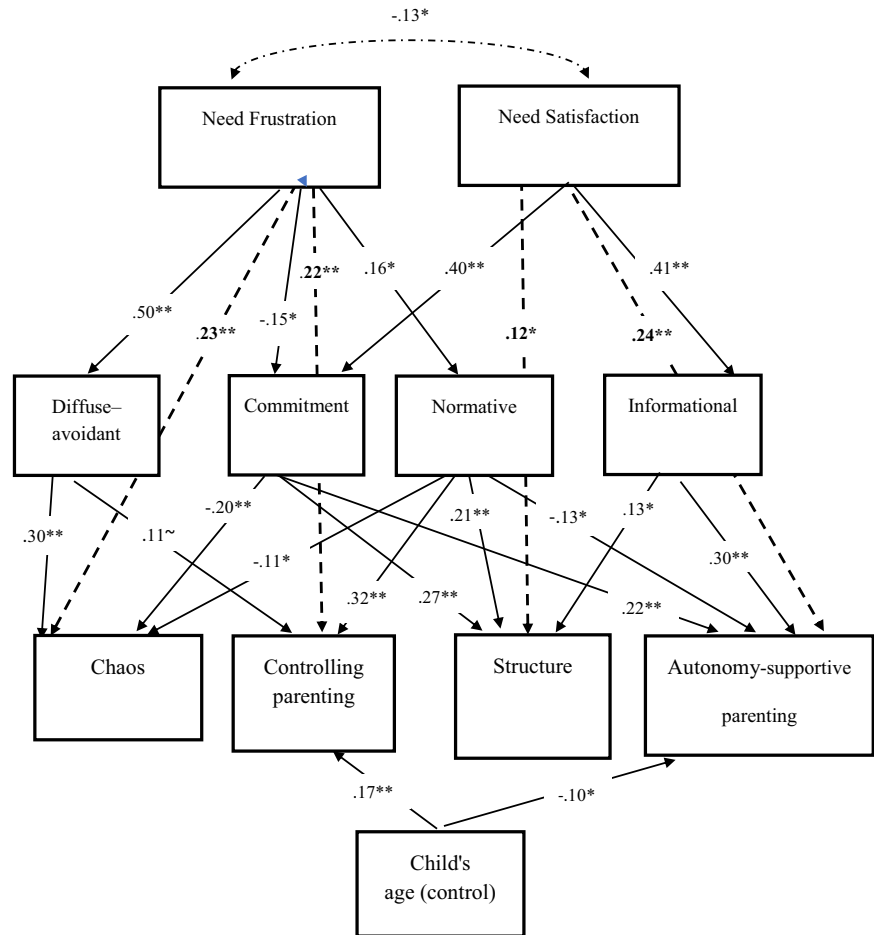 -.13*
Need Frustration
Need Satisfaction
.50**
.23**
-.15*
.22**
.16*
.40**
.12*
.24**
.41**
Diffuse–
avoidant
Commitment
Normative
Informational
.30**
.11~
-.20**
-.11*
.32**
.27**
.21**
-.13*
.22**
.13*
.30**
Chaos
Controlling
parenting
Structure
Autonomy-supportive
parenting
.17**
-.10*
Child's
age (control)